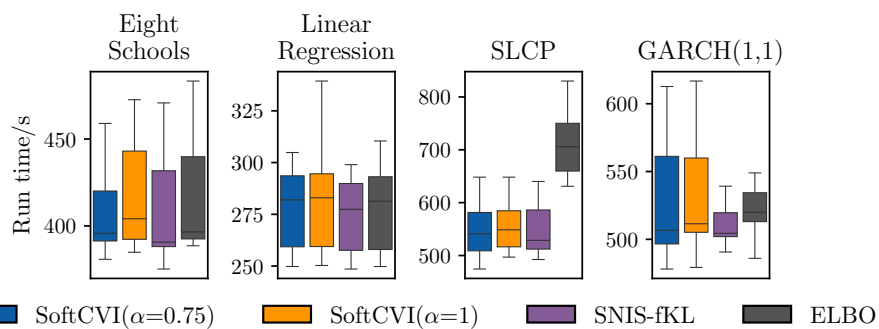 Eight
Schools
Linear
Regression
SLCP
GARCH(1,1)
Run time/s
450
400
325
300
275
250
800
700
600
500
600
550
500
SoftCVI(α=0.75)
SoftCVI(α=1)
SNIS-fKL
ELBO